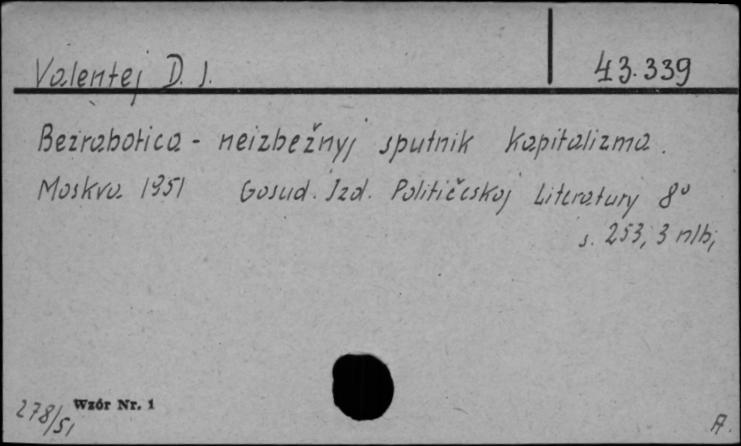 Valentej D. I. 43.339
Bezrabotica - neizbežnyj sputnik kapitalizma.
Moskva 1951 Gosud. Izd. Političeskoj Literatury 8º
s. 253, 3 nlb;
278/51 Wzór Nr. 1
A.